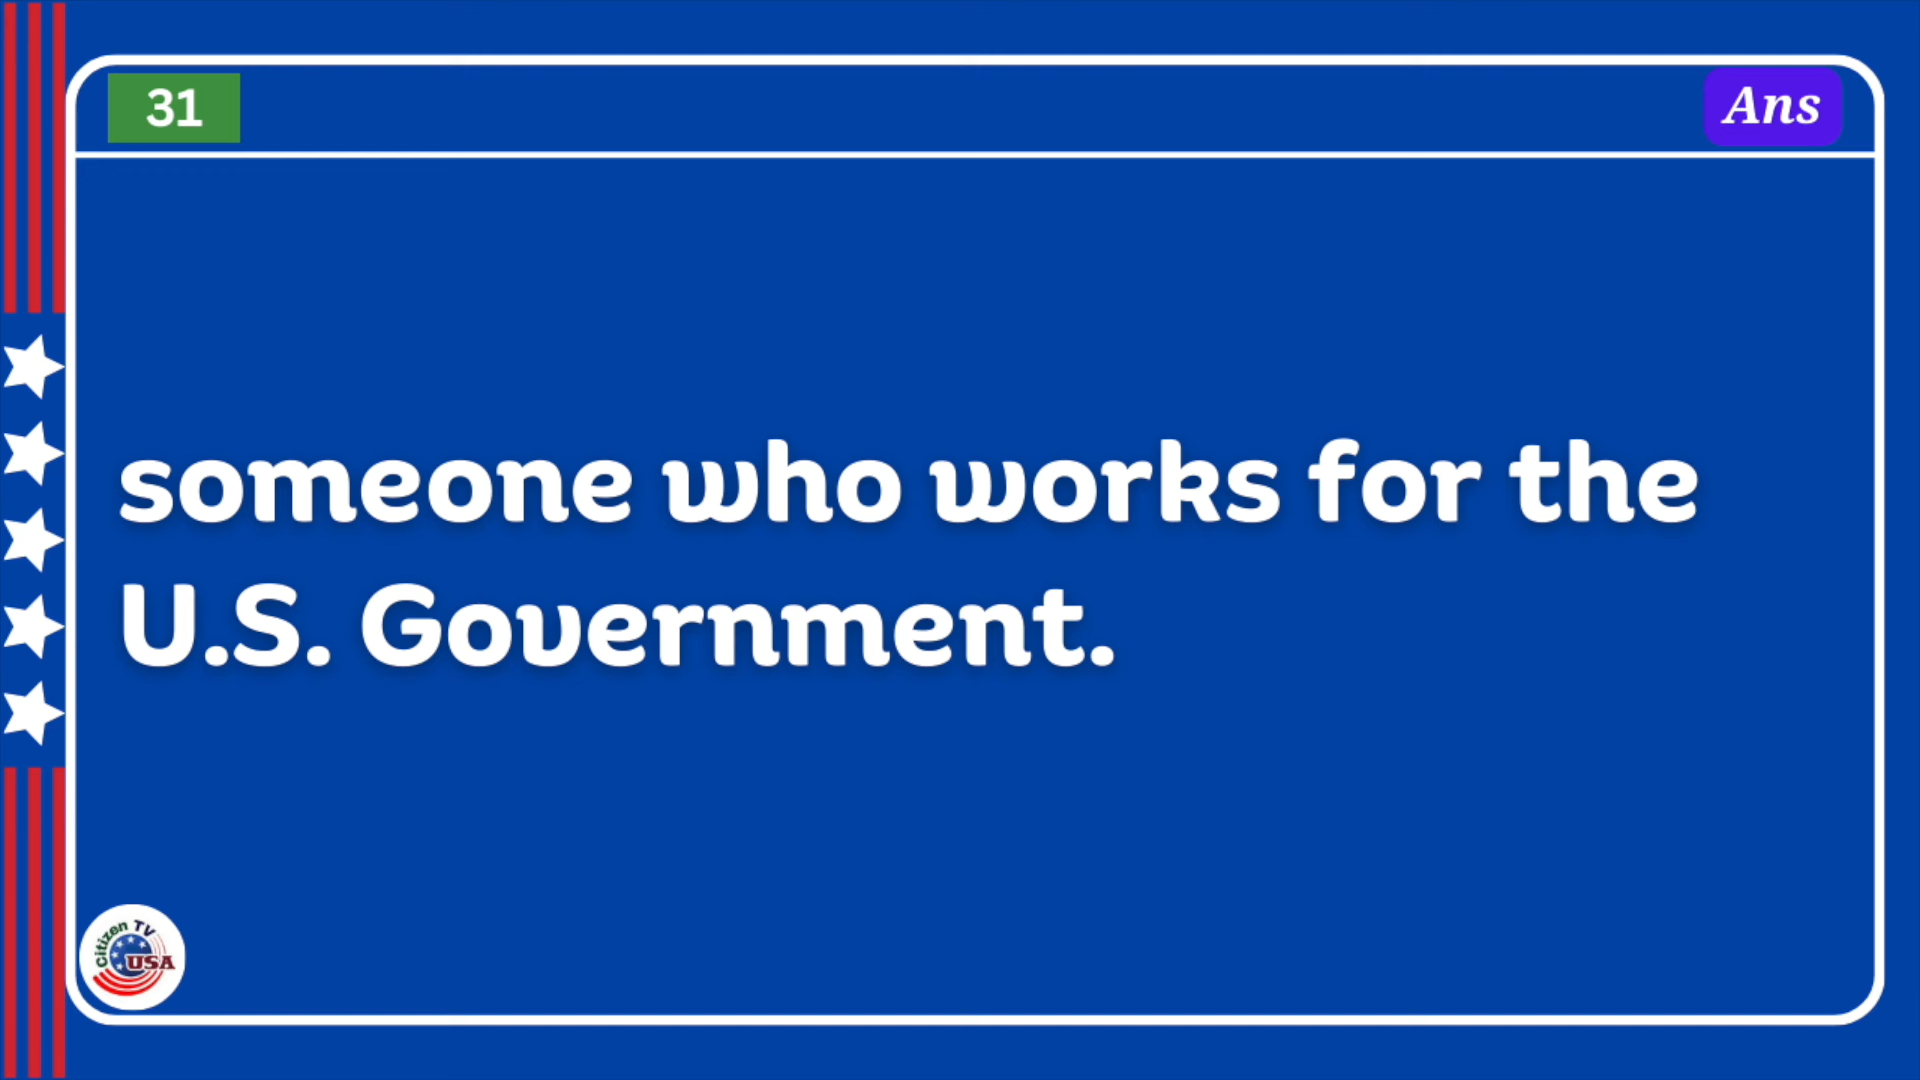 31
Ans
someone who works for the
U.S. Government.
Citizen TV
USA